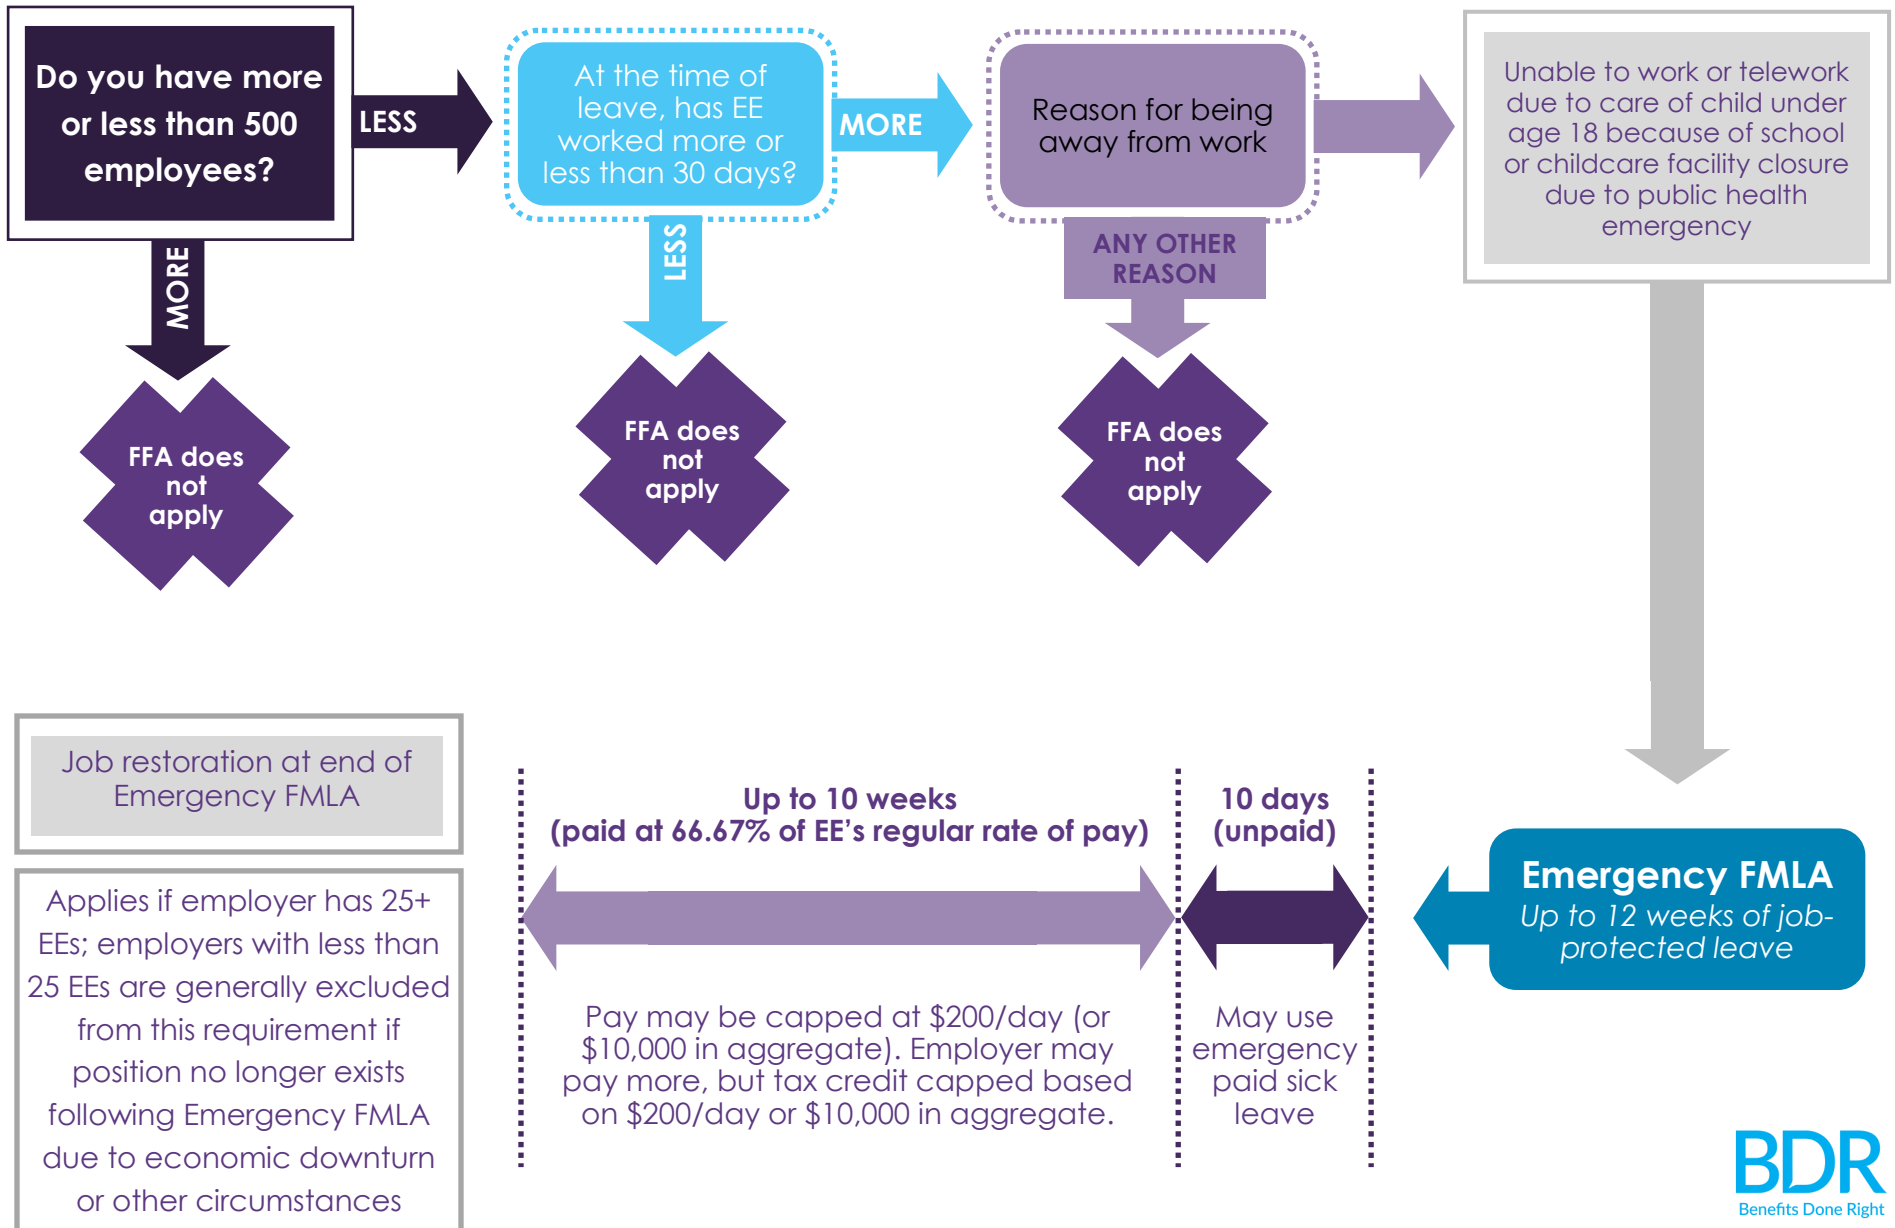 Do you have more
or less than 500
employees?
LESS
MORE
FFA does
not
apply
At the time of
leave, has EE
worked more or
less than 30 days?
MORE
LESS
FFA does
not
apply
Reason for being
away from work
ANY OTHER
REASON
FFA does
not
apply
Unable to work or telework
due to care of child under
age 18 because of school
or childcare facility closure
due to public health
emergency
Emergency FMLA
Up to 12 weeks of job-
protected leave
10 days
(unpaid)
May use
emergency
paid sick
leave
Up to 10 weeks
(paid at 66.67% of EE's regular rate of pay)
Pay may be capped at $200/day (or
$10,000 in aggregate). Employer may
pay more, but tax credit capped based
on $200/day or $10,000 in aggregate.
Job restoration at end of
Emergency FMLA
Applies if employer has 25+
EEs; employers with less than
25 EEs are generally excluded
from this requirement if
position no longer exists
following Emergency FMLA
due to economic downturn
or other circumstances
BDR
Benefits Done Right